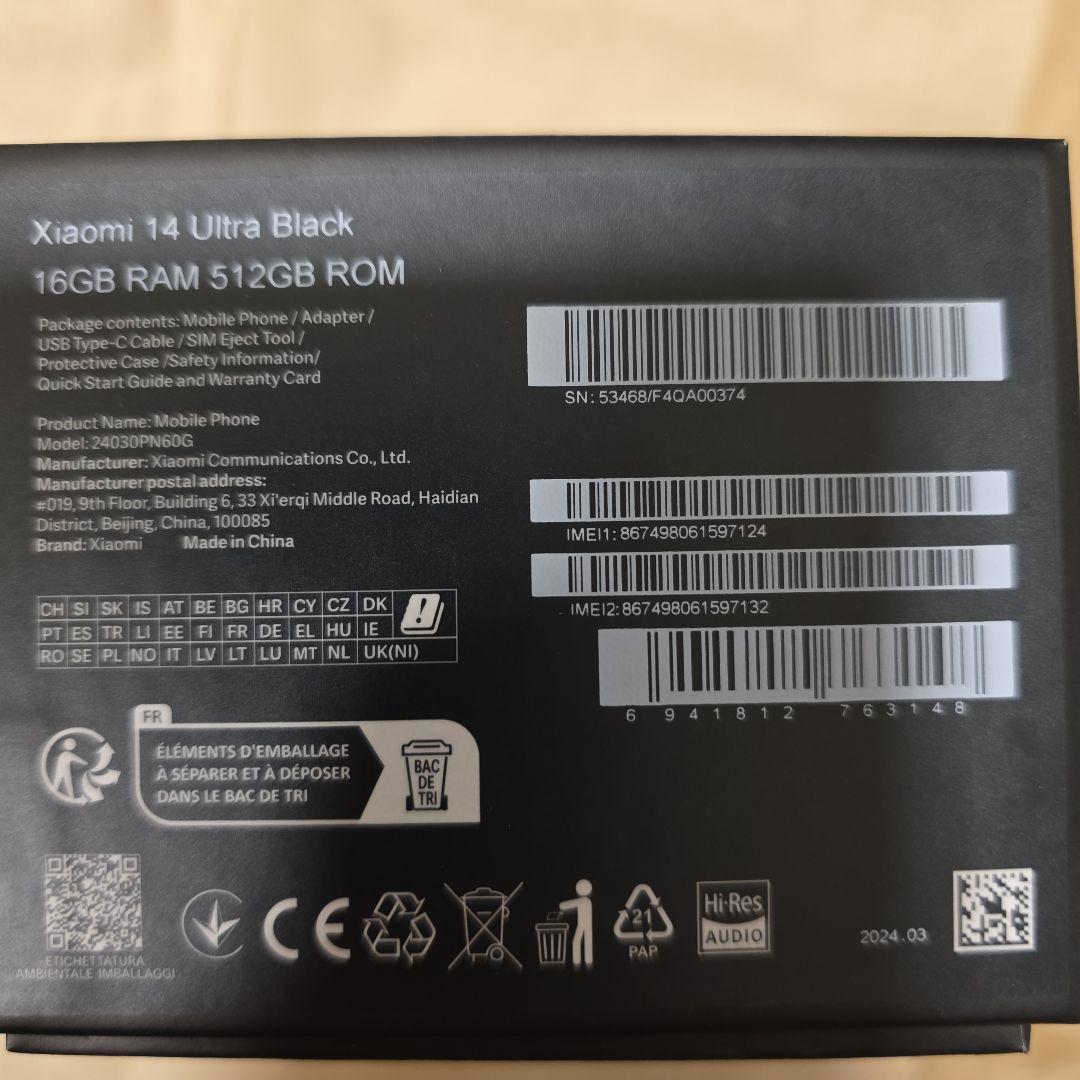 Xiaomi 14 Ultra Black
16GB RAM 512GB ROM
Package contents: Mobile Phone / Adapter /
USB Type-C Cable / SIM Eject Tool /
Protective Case /Safety Information/
Quick Start Guide and Warranty Card
Product Name: Mobile Phone
Model: 24030PN60G
Manufacturer: Xiaomi Communications Co., Ltd.
Manufacturer postal address:
#019, 9th Floor, Building 6, 33 Xi'erqi Middle Road, Haidian
District, Beijing, China, 100085
Brand: Xiaomi Made in China
SN: 53468/F4QA00374
IMEI1: 867498061597124
IMEI2: 867498061597132
6 941812 763148
CH SI SK IS AT BE BG HR CY CZ DK
PT ES TR LI EE FI FR DE EL HU IE
RO SE PL NO IT LV LT LU MT NL UK(NI)
FR
ÉLÉMENTS D'EMBALLAGE
À SÉPARER ET À DÉPOSER
DANS LE BAC DE TRI
BAC
DE
TRI
ETICHETTATURA
AMBIENTALE IMBALLAGGI
CE
21
PAP
Hi-Res
AUDIO
2024.03